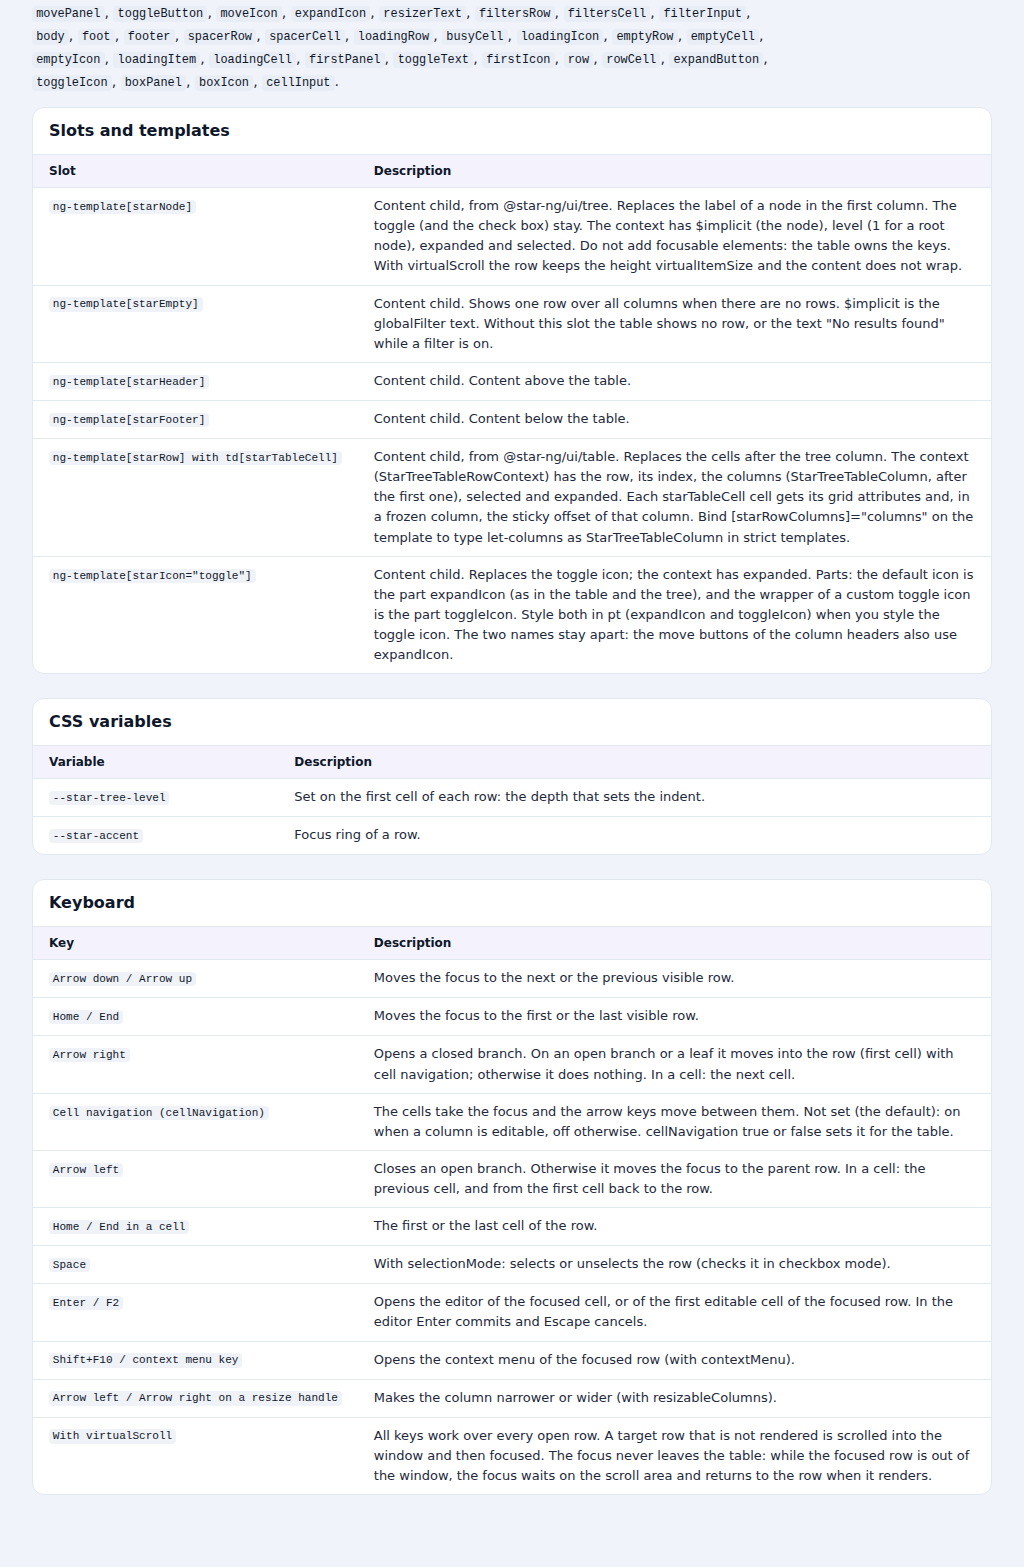 movePanel, toggleButton, moveIcon, expandIcon, resizerText, filtersRow, filtersCell, filterInput,
body, foot, footer, spacerRow, spacerCell, loadingRow, busyCell, loadingIcon, emptyRow, emptyCell,
emptyIcon, loadingItem, loadingCell, firstPanel, toggleText, firstIcon, row, rowCell, expandButton,
toggleIcon, boxPanel, boxIcon, cellInput.
Slots and templates
Slot Description
ng-template[starNode] Content child, from @star-ng/ui/tree. Replaces the label of a node in the first column. The
toggle (and the check box) stay. The context has $implicit (the node), level (1 for a root
node), expanded and selected. Do not add focusable elements: the table owns the keys.
With virtualScroll the row keeps the height virtualItemSize and the content does not wrap.
ng-template[starEmpty] Content child. Shows one row over all columns when there are no rows. $implicit is the
globalFilter text. Without this slot the table shows no row, or the text "No results found"
while a filter is on.
ng-template[starHeader] Content child. Content above the table.
ng-template[starFooter] Content child. Content below the table.
ng-template[starRow] with td[starTableCell] Content child, from @star-ng/ui/table. Replaces the cells after the tree column. The context
(StarTreeTableRowContext) has the row, its index, the columns (StarTreeTableColumn, after
the first one), selected and expanded. Each starTableCell cell gets its grid attributes and, in
a frozen column, the sticky offset of that column. Bind [starRowColumns]="columns" on the
template to type let-columns as StarTreeTableColumn in strict templates.
ng-template[starIcon="toggle"] Content child. Replaces the toggle icon; the context has expanded. Parts: the default icon is
the part expandIcon (as in the table and the tree), and the wrapper of a custom toggle icon
is the part toggleIcon. Style both in pt (expandIcon and toggleIcon) when you style the
toggle icon. The two names stay apart: the move buttons of the column headers also use
expandIcon.
CSS variables
Variable Description
--star-tree-level Set on the first cell of each row: the depth that sets the indent.
--star-accent Focus ring of a row.
Keyboard
Key Description
Arrow down / Arrow up Moves the focus to the next or the previous visible row.
Home / End Moves the focus to the first or the last visible row.
Arrow right Opens a closed branch. On an open branch or a leaf it moves into the row (first cell) with
cell navigation; otherwise it does nothing. In a cell: the next cell.
Cell navigation (cellNavigation) The cells take the focus and the arrow keys move between them. Not set (the default): on
when a column is editable, off otherwise. cellNavigation true or false sets it for the table.
Arrow left Closes an open branch. Otherwise it moves the focus to the parent row. In a cell: the
previous cell, and from the first cell back to the row.
Home / End in a cell The first or the last cell of the row.
Space With selectionMode: selects or unselects the row (checks it in checkbox mode).
Enter / F2 Opens the editor of the focused cell, or of the first editable cell of the focused row. In the
editor Enter commits and Escape cancels.
Shift+F10 / context menu key Opens the context menu of the focused row (with contextMenu).
Arrow left / Arrow right on a resize handle Makes the column narrower or wider (with resizableColumns).
With virtualScroll All keys work over every open row. A target row that is not rendered is scrolled into the
window and then focused. The focus never leaves the table: while the focused row is out of
the window, the focus waits on the scroll area and returns to the row when it renders.